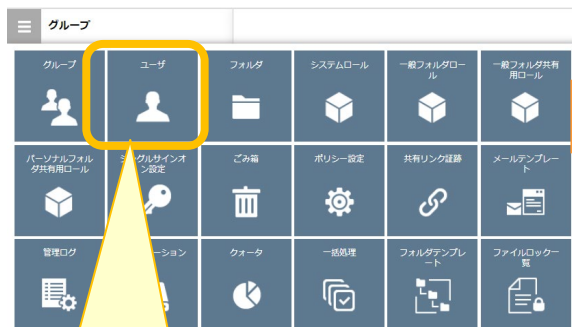 グループ
グループ
ユーザ
フォルダ
システムロール
一般フォルダロー
ル
一般フォルダ共有
用ロール
パーソナルフォル
ダ共有用ロール
グルサインオ
ン設定
ごみ箱
ポリシー設定
共有リンク証跡
メールテンプレー
ト
管理ログ
ーション
クォータ
一括処理
フォルダテンプレ
ート
ファイルロック一
覧